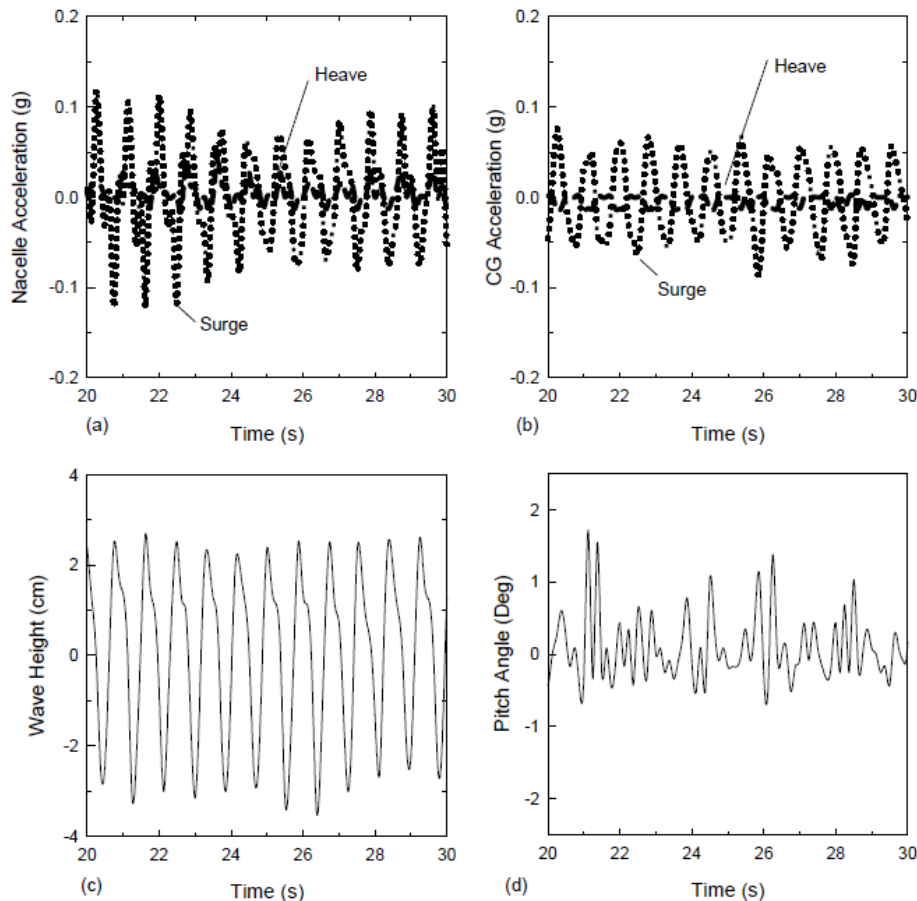 0.2
0.1
0.0
-0.1
-0.2
Nacelle Acceleration (g)
Heave
Surge
20 22 24 26 28 30
(a)
Time (s)
0.2
0.1
0.0
-0.1
-0.2
CG Acceleration (g)
Heave
Surge
20 22 24 26 28 30
(b)
Time (s)
4
2
0
-2
-4
Wave Height (cm)
20 22 24 26 28 30
(c)
Time (s)
2
1
0
-1
-2
Pitch Angle (Deg)
20 22 24 26 28 30
(d)
Time (s)